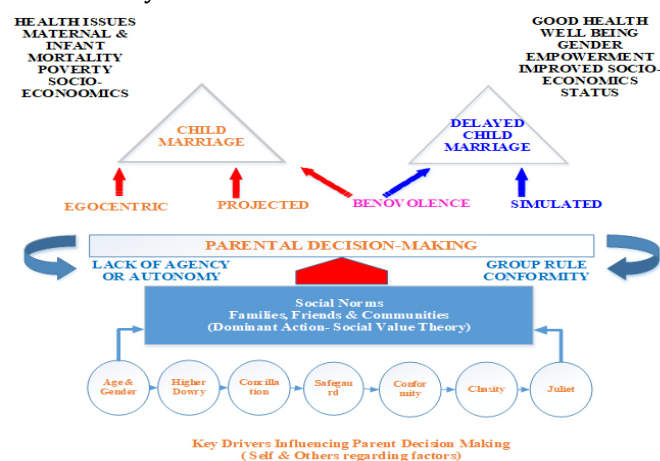 HEALTH ISSUES
MATERNAL &
INFANT
MORTALITY
POVERTY
SOCIO-
ECONOOMICS
GOOD HEALTH
WELL BEING
GENDER
EMPOWERMENT
IMPROVED SOCIO-
ECONOMICS
STATUS
CHILD
MARRIAGE
DELAYED
CHILD
MARRIAGE
EGOCENTRIC
PROJECTED
BENOVOLENCE
SIMULATED
PARENTAL DECISION-MAKING
LACK OF AGENCY
OR AUTONOMY
GROUP RULE
CONFORMITY
Social Norms
Families, Friends & Communities
(Dominant Action- Social Value Theory)
Age &
Gender
Higher
Dowry
Concilla
tion
Safegau
rd
Confor
mity
Chasity
Juliet
Key Drivers Influencing Parent Decision Making
( Self & Others regarding factors)